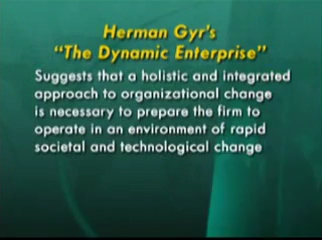 Herman Gyr's
"The Dynamic Enterprise"
Suggests that a holistic and integrated
approach to organizational change
is necessary to prepare the firm to
operate in an environment of rapid
societal and technological change